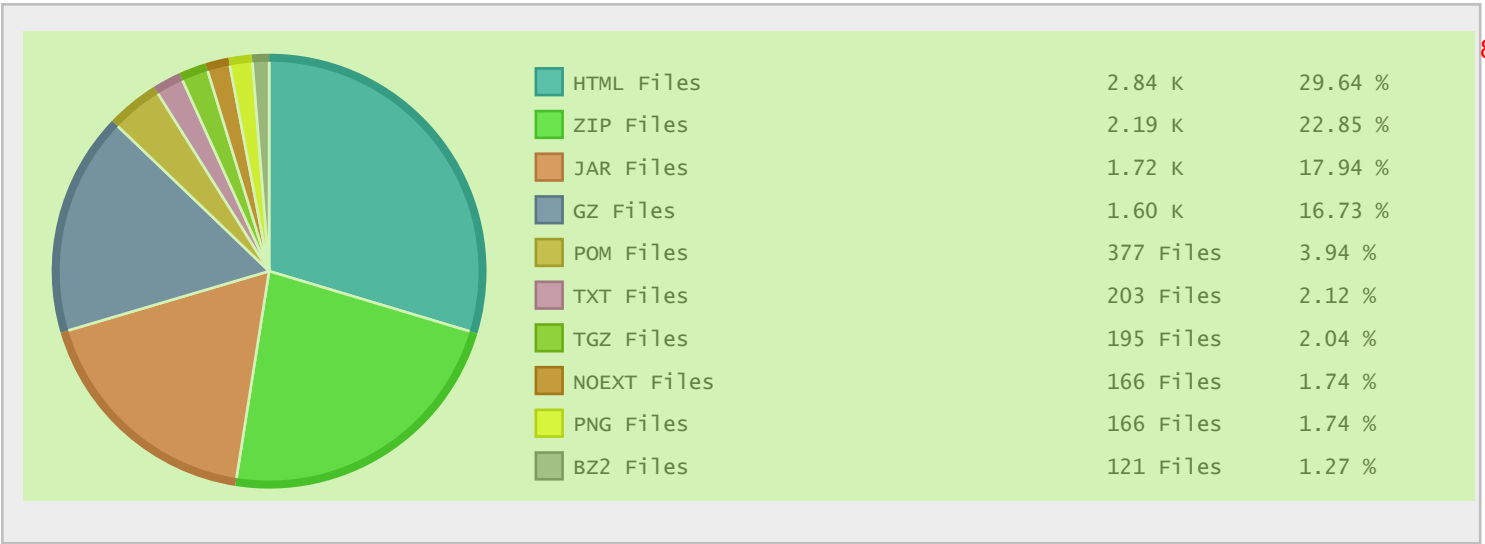 HTML Files 2.84 K 29.64 %
ZIP Files 2.19 K 22.85 %
JAR Files 1.72 K 17.94 %
GZ Files 1.60 K 16.73 %
POM Files 377 Files 3.94 %
TXT Files 203 Files 2.12 %
TGZ Files 195 Files 2.04 %
NOEXT Files 166 Files 1.74 %
PNG Files 166 Files 1.74 %
BZ2 Files 121 Files 1.27 %